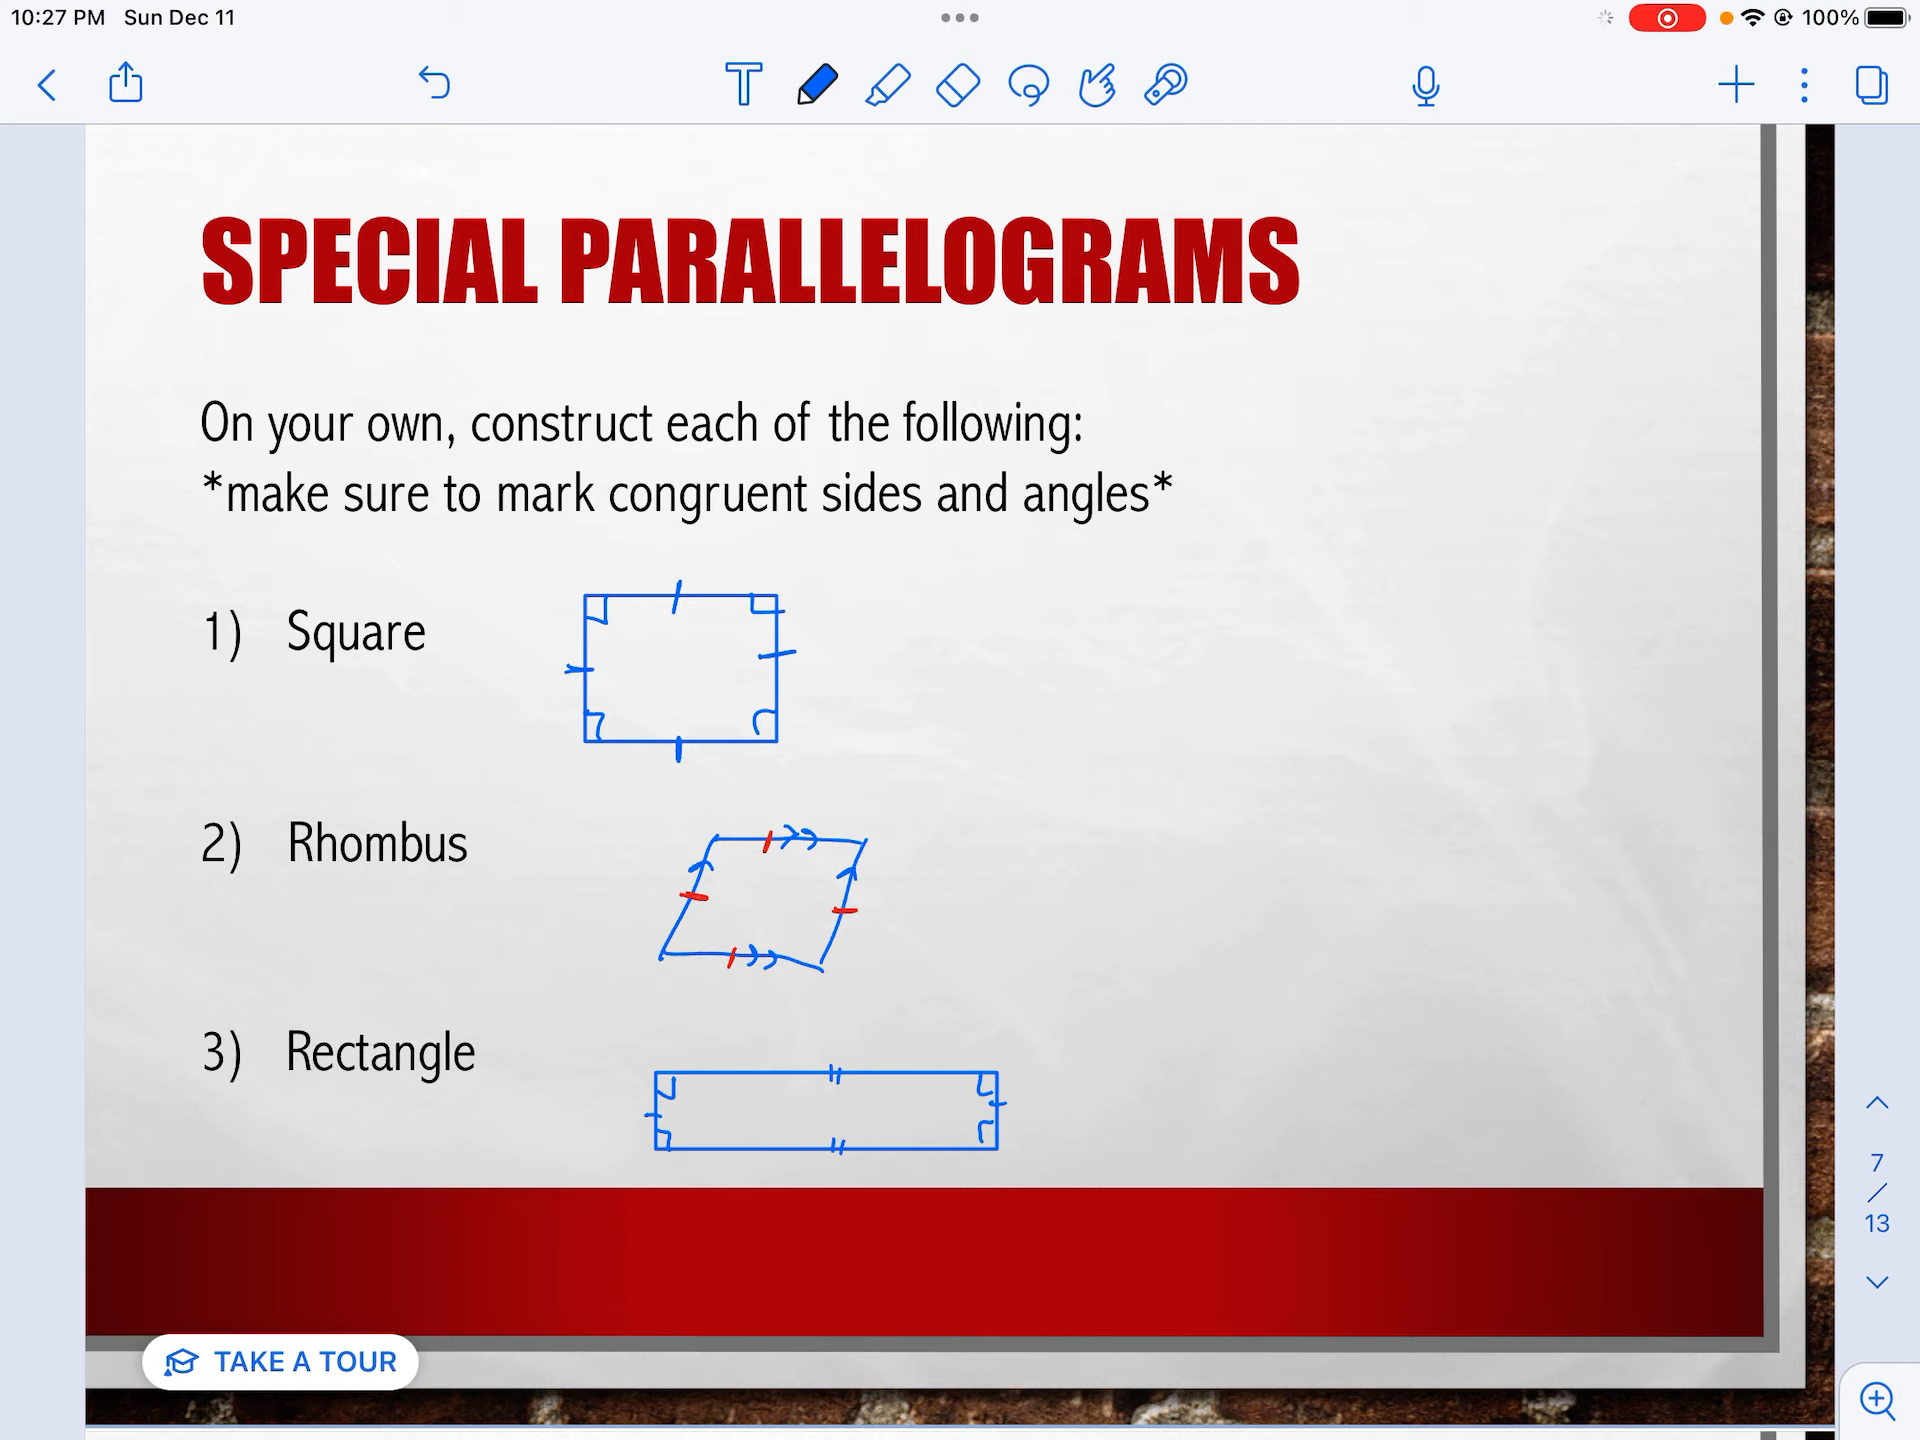 10:27 PM Sun Dec 11
100%
T
SPECIAL PARALLELOGRAMS
On your own, construct each of the following:
*make sure to mark congruent sides and angles*
1) Square
2) Rhombus
3) Rectangle
7
/
13
TAKE A TOUR